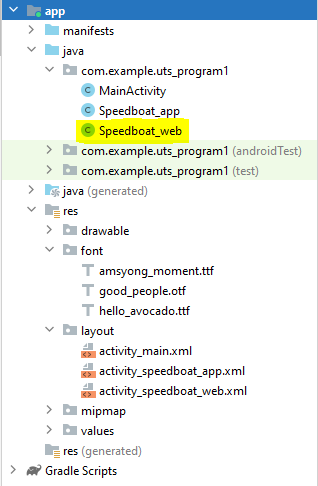 app
manifests
java
com.example.uts_program1
MainActivity
Speedboat_app
Speedboat_web
com.example.uts_program1 (androidTest)
com.example.uts_program1 (test)
java (generated)
res
drawable
font
amsyong_moment.ttf
good_people.otf
hello_avocado.ttf
layout
activity_main.xml
activity_speedboat_app.xml
activity_speedboat_web.xml
mipmap
values
res (generated)
Gradle Scripts